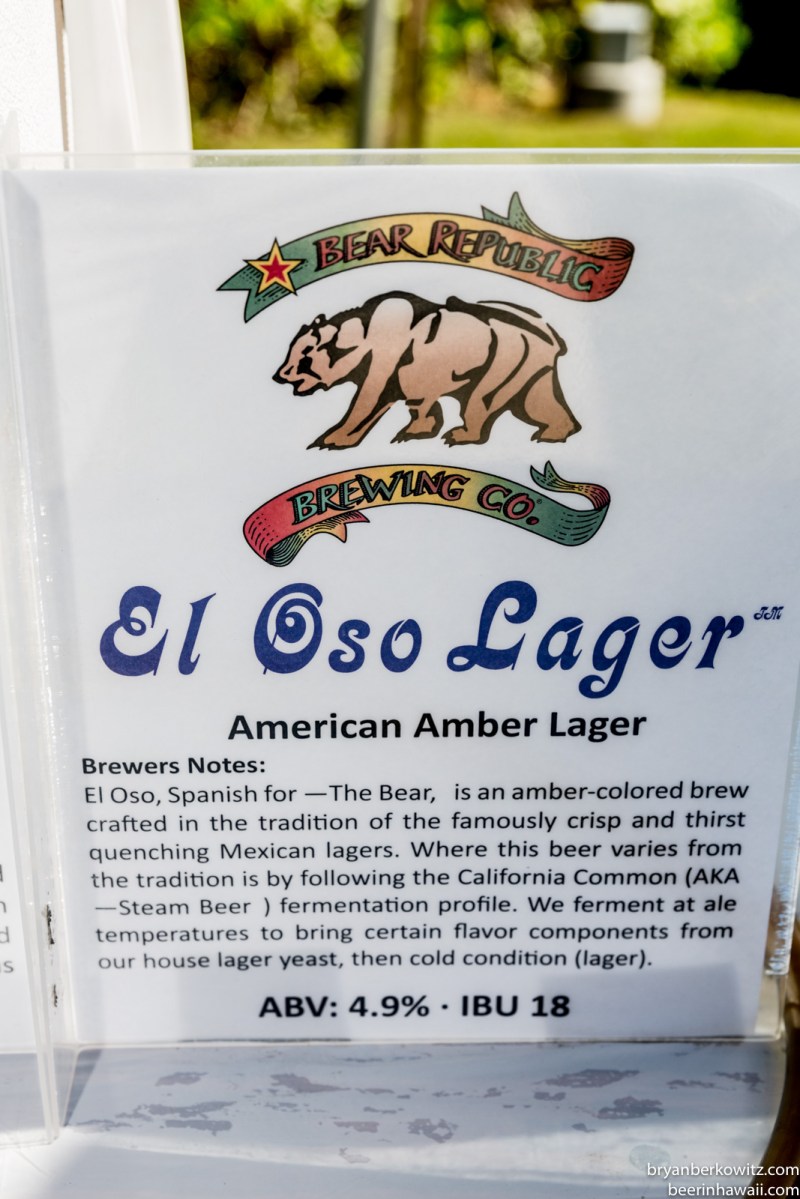 BEAR REPUBLIC
BREWING CO.
El Oso Lager™
American Amber Lager
Brewers Notes:
El Oso, Spanish for —The Bear, is an amber-colored brew
crafted in the tradition of the famously crisp and thirst
quenching Mexican lagers. Where this beer varies from
the tradition is by following the California Common (AKA
—Steam Beer ) fermentation profile. We ferment at ale
temperatures to bring certain flavor components from
our house lager yeast, then cold condition (lager).
ABV: 4.9% · IBU 18
bryanberkowitz.com
beerinhawaii.com